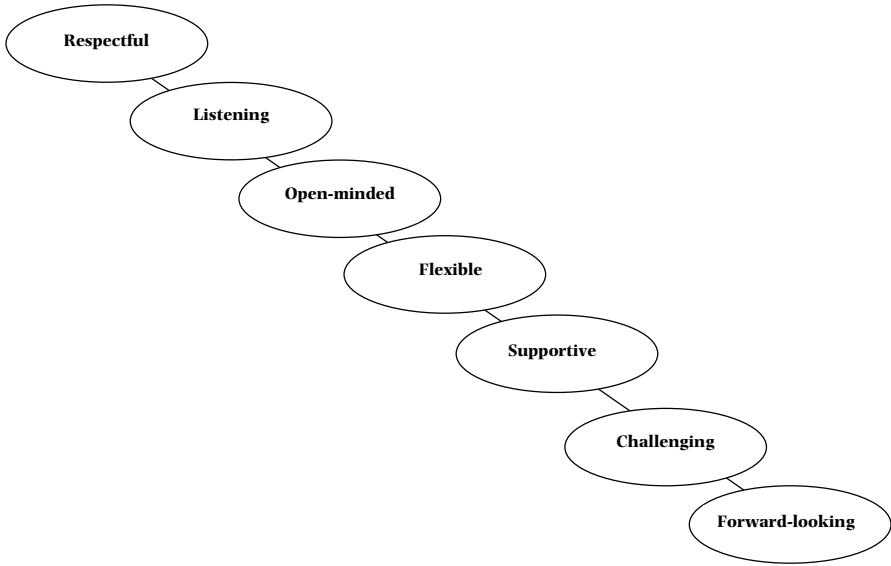 Respectful
Listening
Open-minded
Flexible
Supportive
Challenging
Forward-looking